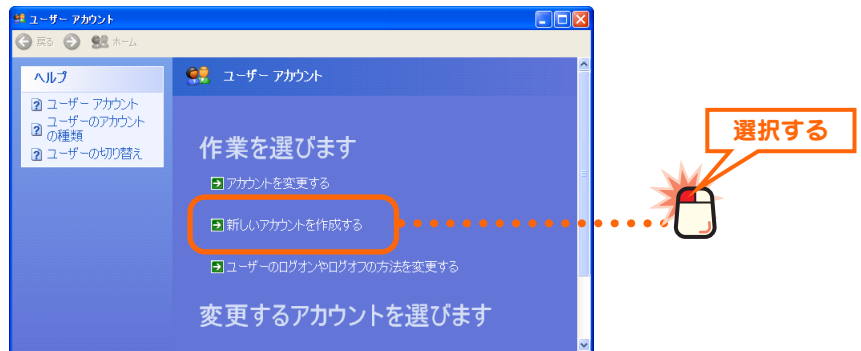 ユーザー アカウント
戻る ホーム
ヘルプ
ユーザー アカウント
ユーザーのアカウント
の種類
ユーザーの切り替え
ユーザー アカウント
作業を選びます
アカウントを変更する
新しいアカウントを作成する
ユーザーのログオンやログオフの方法を変更する
変更するアカウントを選びます
選択する